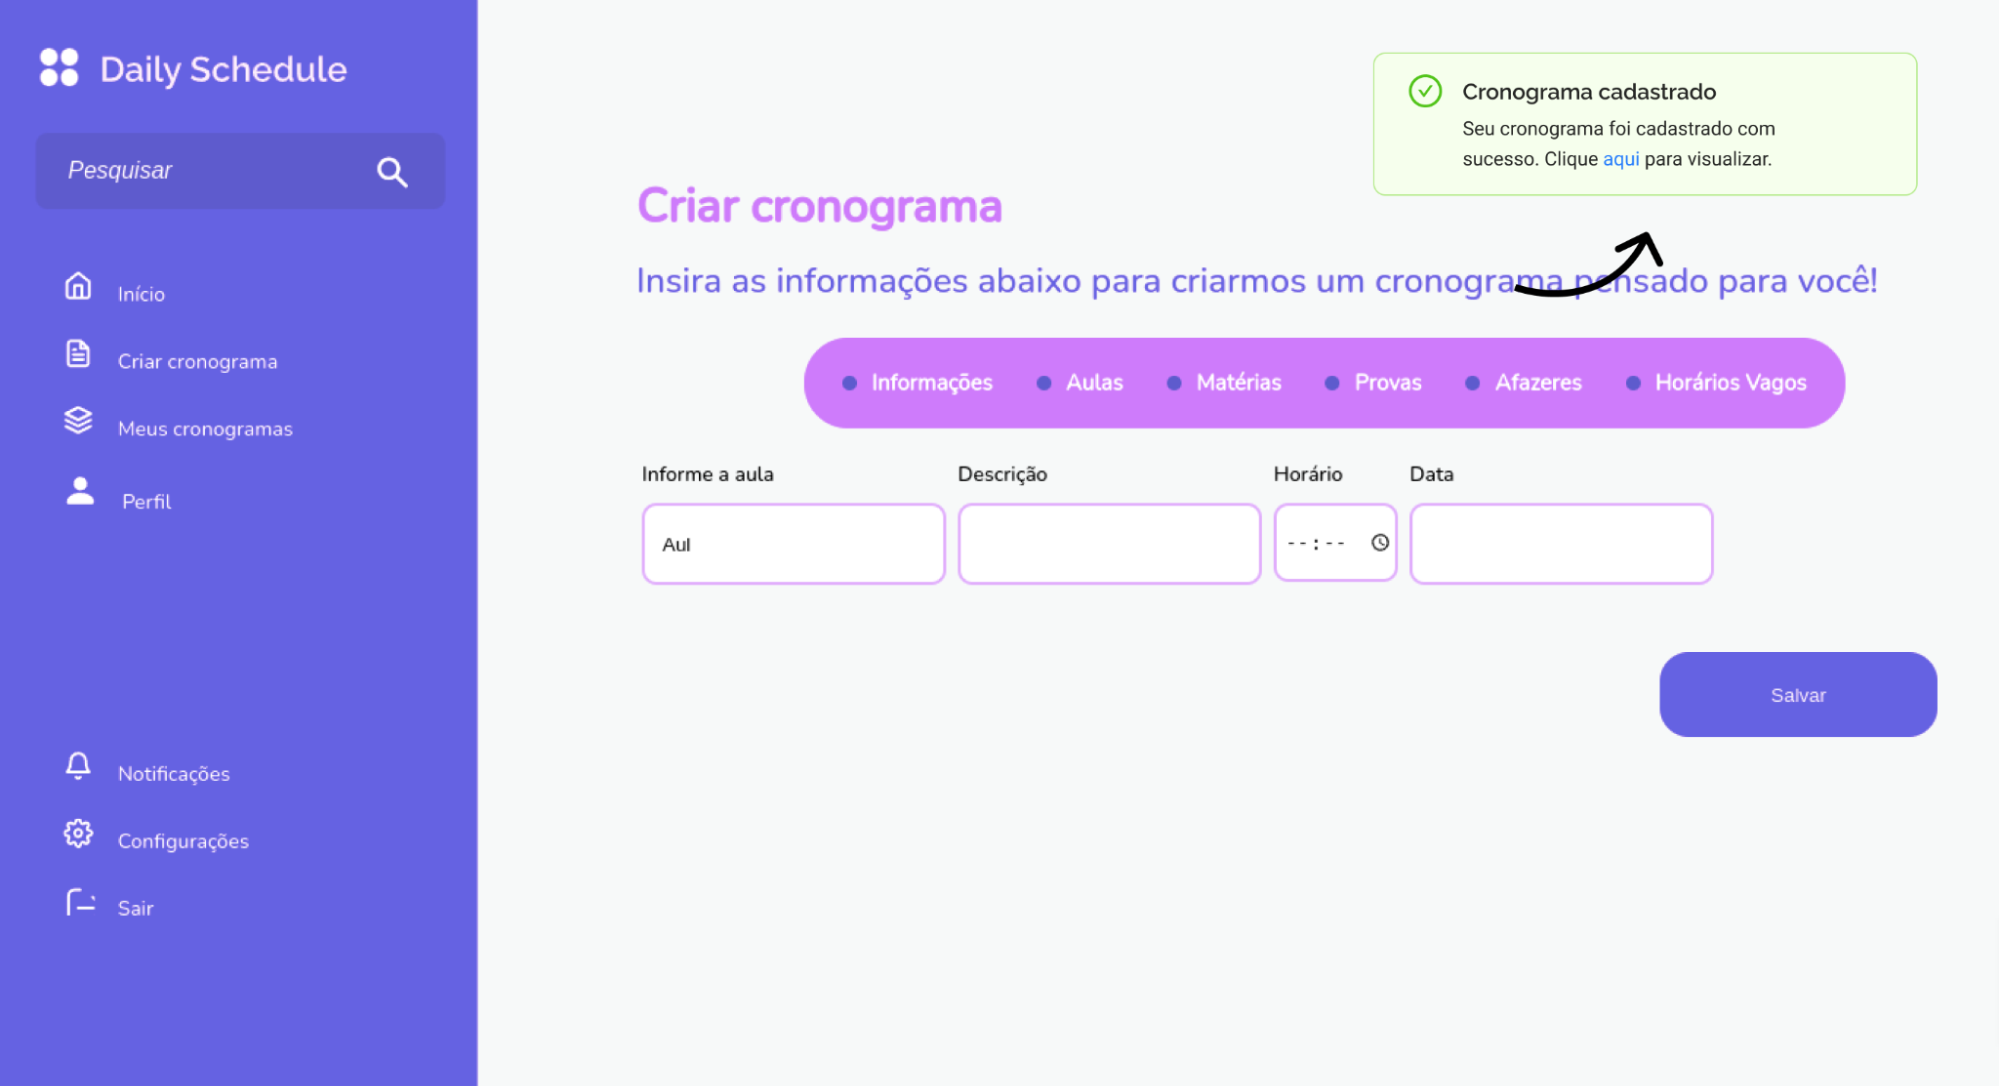 Daily Schedule
Pesquisar
Início
Criar cronograma
Meus cronogramas
Perfil
Notificações
Configurações
Sair
Cronograma cadastrado
Seu cronograma foi cadastrado com
sucesso. Clique aqui para visualizar.
Criar cronograma
Insira as informações abaixo para criarmos um cronograma pensado para você!
Informações Aulas Matérias Provas Afazeres Horários Vagos
Informe a aula Descrição Horário Data
Aul --:--
Salvar